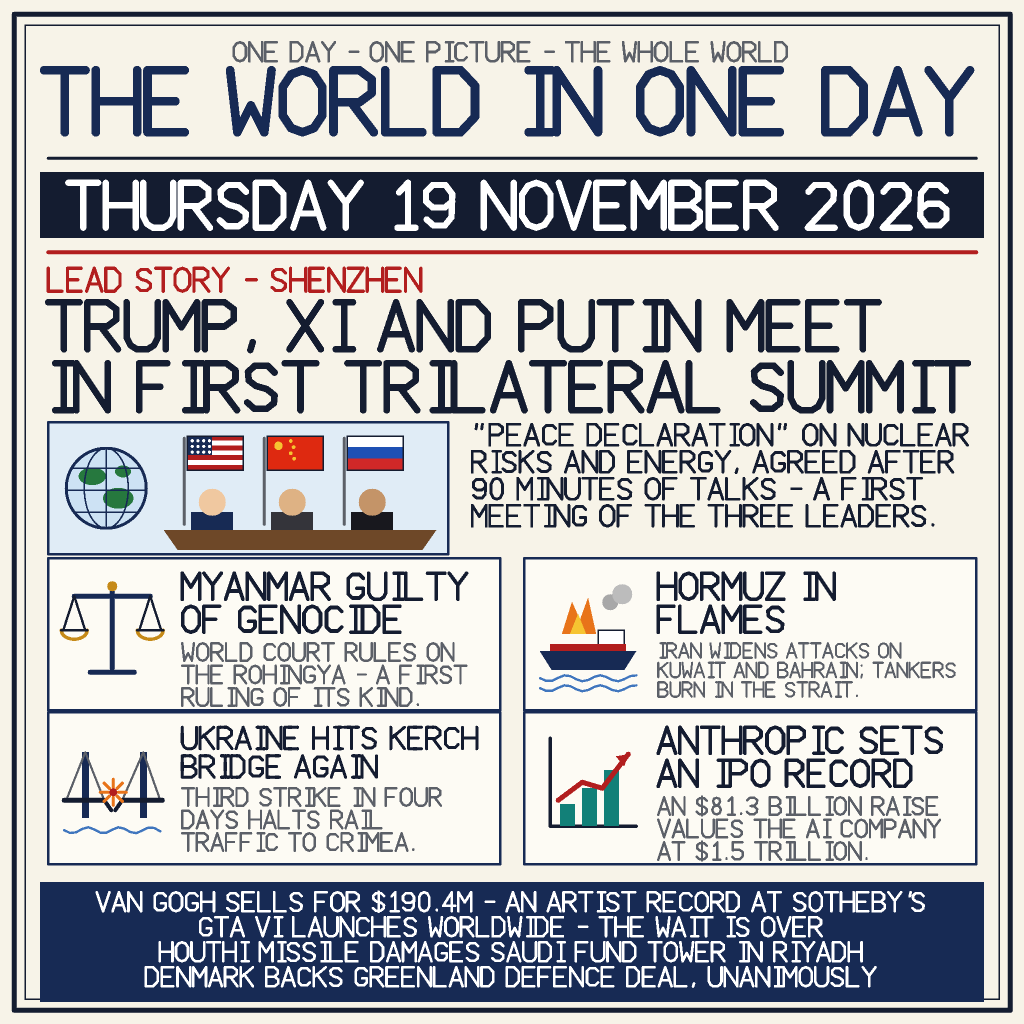 ONE DAY - ONE PICTURE - THE WHOLE WORLD
THE WORLD IN ONE DAY
THURSDAY 19 NOVEMBER 2026
LEAD STORY - SHENZHEN
TRUMP, XI AND PUTIN MEET
IN FIRST TRILATERAL SUMMIT
"PEACE DECLARATION" ON NUCLEAR
RISKS AND ENERGY, AGREED AFTER
90 MINUTES OF TALKS - A FIRST
MEETING OF THE THREE LEADERS.
MYANMAR GUILTY
OF GENOCIDE
WORLD COURT RULES ON
THE ROHINGYA - A FIRST
RULING OF ITS KIND.
HORMUZ IN
FLAMES
IRAN WIDENS ATTACKS ON
KUWAIT AND BAHRAIN; TANKERS
BURN IN THE STRAIT.
UKRAINE HITS KERCH
BRIDGE AGAIN
THIRD STRIKE IN FOUR
DAYS HALTS RAIL
TRAFFIC TO CRIMEA.
ANTHROPIC SETS
AN IPO RECORD
AN $81.3 BILLION RAISE
VALUES THE AI COMPANY
AT $1.5 TRILLION.
VAN GOGH SELLS FOR $190.4M - AN ARTIST RECORD AT SOTHEBY'S
GTA VI LAUNCHES WORLDWIDE - THE WAIT IS OVER
HOUTHI MISSILE DAMAGES SAUDI FUND TOWER IN RIYADH
DENMARK BACKS GREENLAND DEFENCE DEAL, UNANIMOUSLY